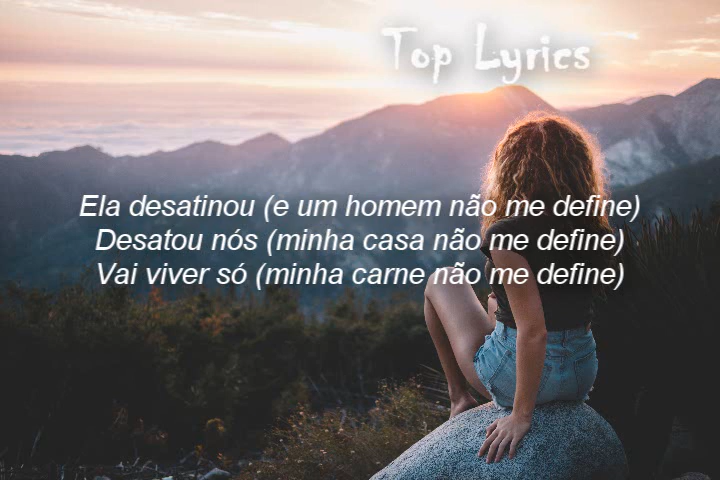 Top Lyrics
Ela desatinou (e um homem não me define)
Desatou nós (minha casa não me define)
Vai viver só (minha carne não me define)